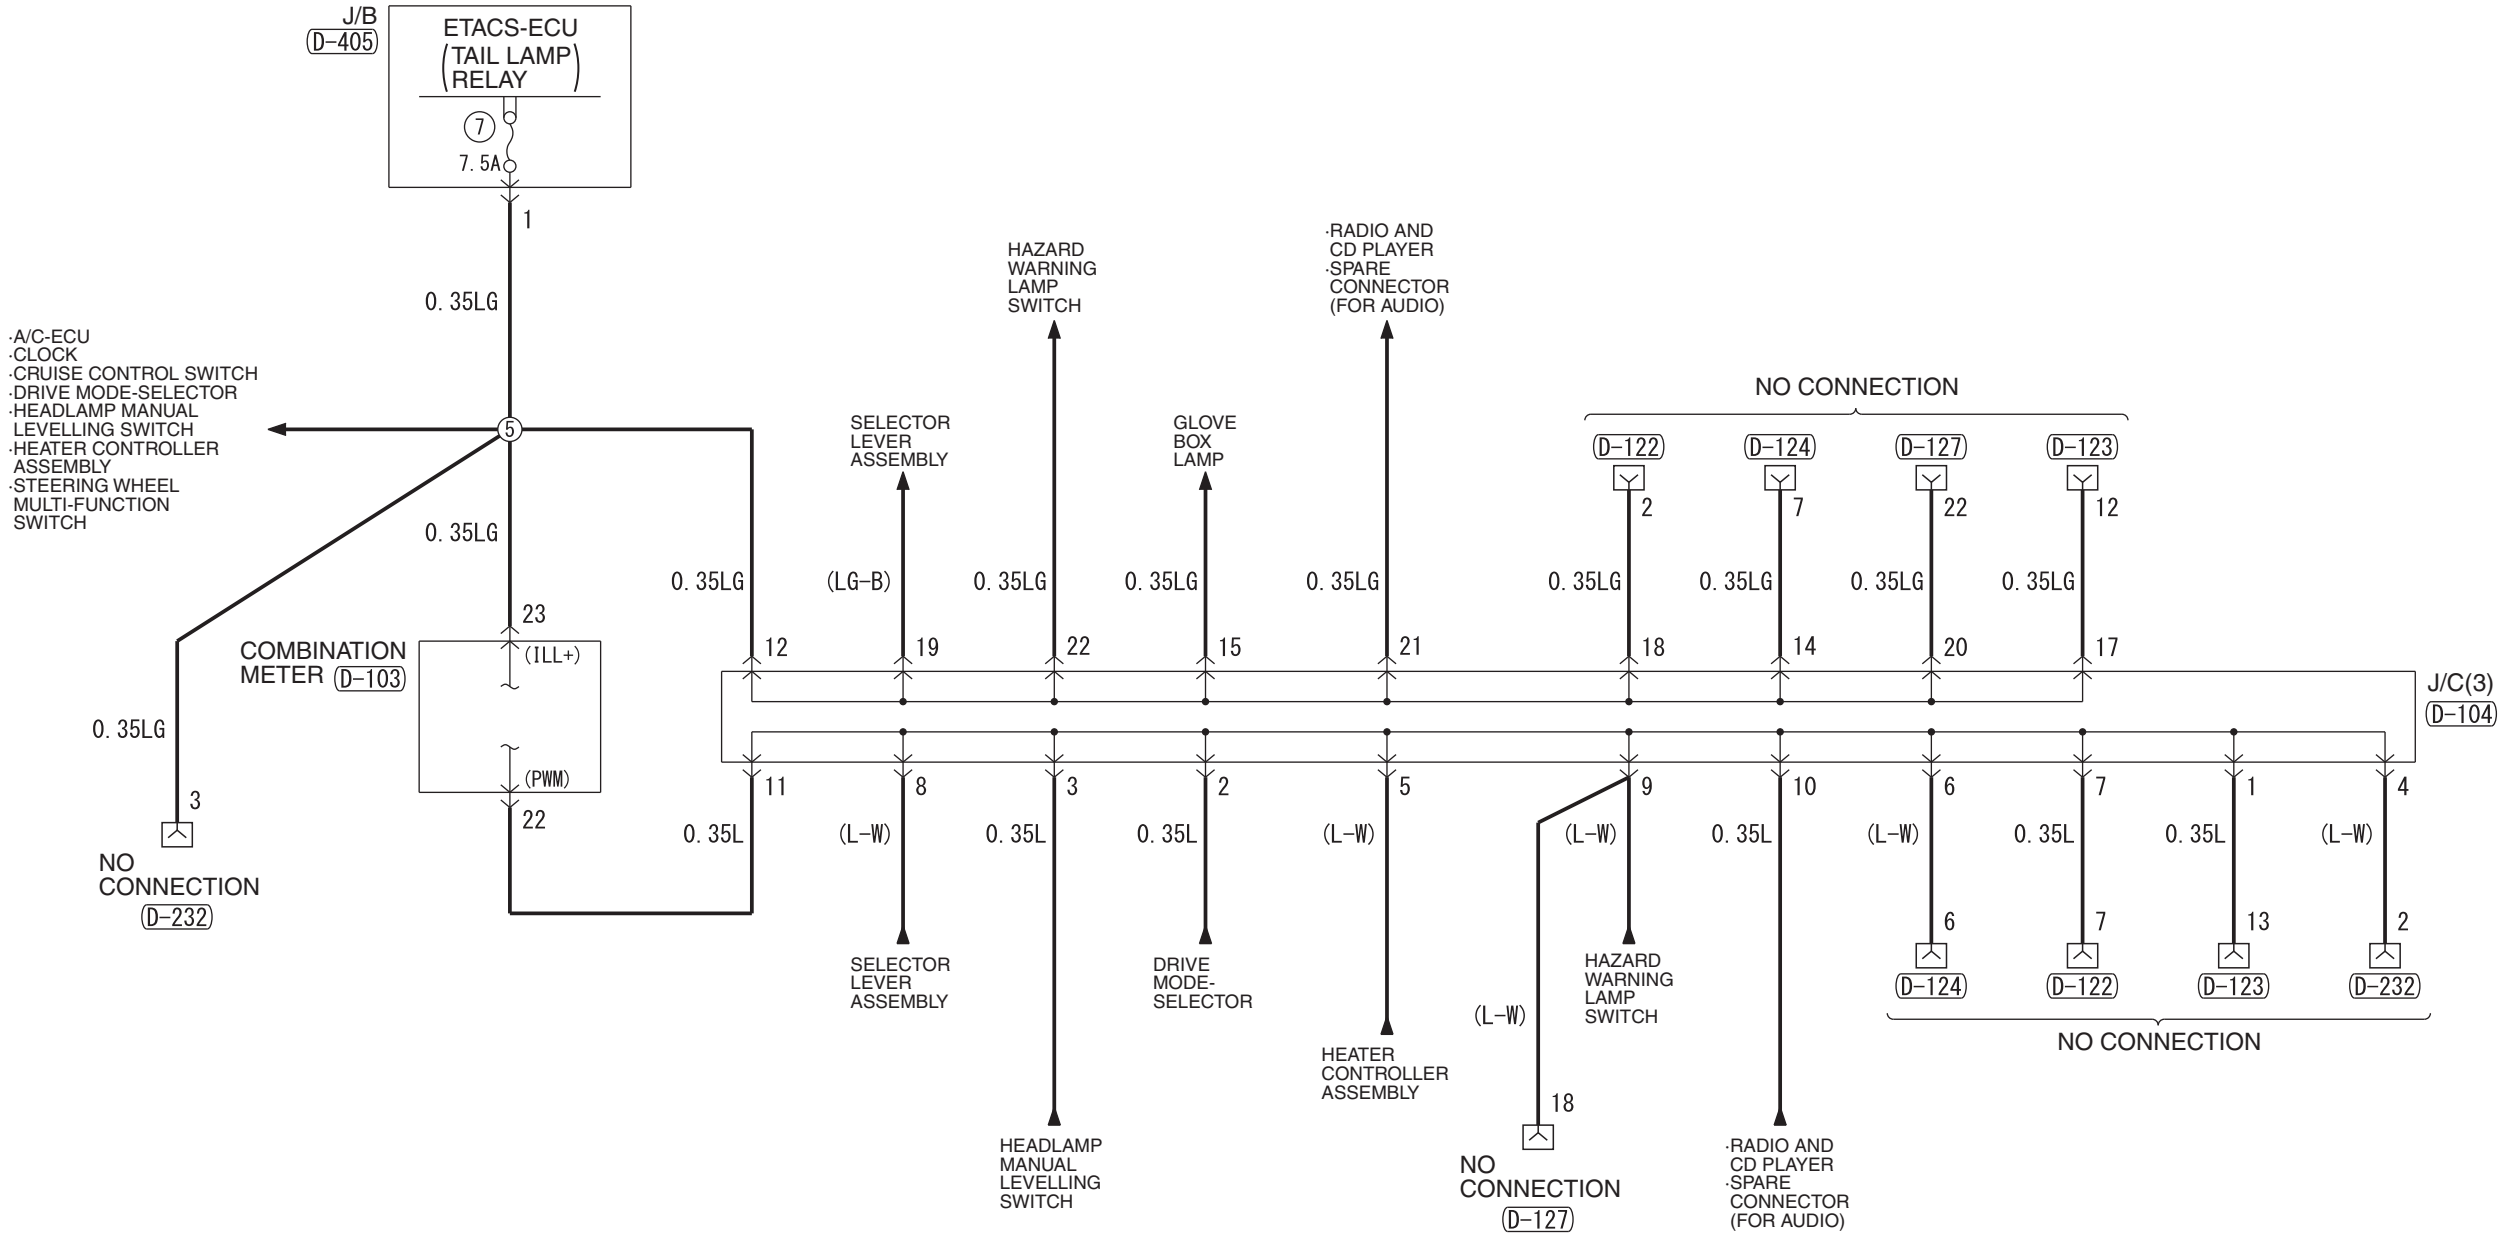 J/B
(D-405)
ETACS-ECU
(TAIL LAMP
RELAY)
7
7.5A
1
0.35LG
·A/C-ECU
·CLOCK
·CRUISE CONTROL SWITCH
·DRIVE MODE-SELECTOR
·HEADLAMP MANUAL
LEVELLING SWITCH
·HEATER CONTROLLER
ASSEMBLY
·STEERING WHEEL
MULTI-FUNCTION
SWITCH
5
0.35LG
23
COMBINATION
METER (D-103)
(ILL+)
(PWM)
22
0.35LG
3
NO
CONNECTION
(D-232)
HAZARD
WARNING
LAMP
SWITCH
·RADIO AND
CD PLAYER
·SPARE
CONNECTOR
(FOR AUDIO)
SELECTOR
LEVER
ASSEMBLY
GLOVE
BOX
LAMP
NO CONNECTION
(D-122) (D-124) (D-127) (D-123)
2 7 22 12
0.35LG (LG-B) 0.35LG 0.35LG 0.35LG 0.35LG 0.35LG 0.35LG 0.35LG
12 19 22 15 21 18 14 20 17
J/C(3)
(D-104)
11 8 3 2 5 9 10 6 7 1 4
0.35L (L-W) 0.35L 0.35L (L-W) (L-W) 0.35L (L-W) 0.35L 0.35L (L-W)
6 7 13 2
(D-124) (D-122) (D-123) (D-232)
NO CONNECTION
SELECTOR
LEVER
ASSEMBLY
DRIVE
MODE-
SELECTOR
HAZARD
WARNING
LAMP
SWITCH
(L-W)
HEATER
CONTROLLER
ASSEMBLY
18
NO
CONNECTION
(D-127)
HEADLAMP
MANUAL
LEVELLING
SWITCH
·RADIO AND
CD PLAYER
·SPARE
CONNECTOR
(FOR AUDIO)